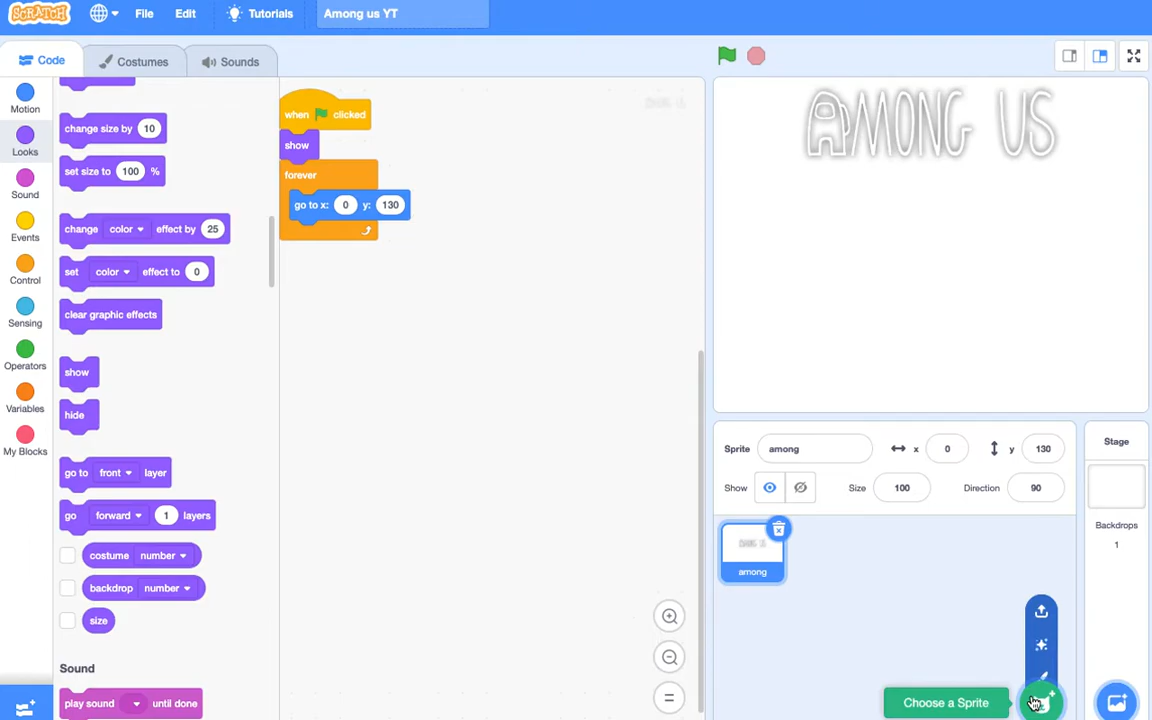 SCRATCH File Edit Tutorials Among us YT
Code Costumes Sounds
Motion
Looks
Sound
Events
Control
Sensing
Operators
Variables
My Blocks
change size by 10
set size to 100 %
change color effect by 25
set color effect to 0
clear graphic effects
show
hide
go to front layer
go forward 1 layers
costume number
backdrop number
size
Sound
play sound until done
when clicked
show
forever
go to x: 0 y: 130
AMONG US
Sprite among x 0 y 130
Show Size 100 Direction 90
among
Choose a Sprite
Stage
Backdrops
1